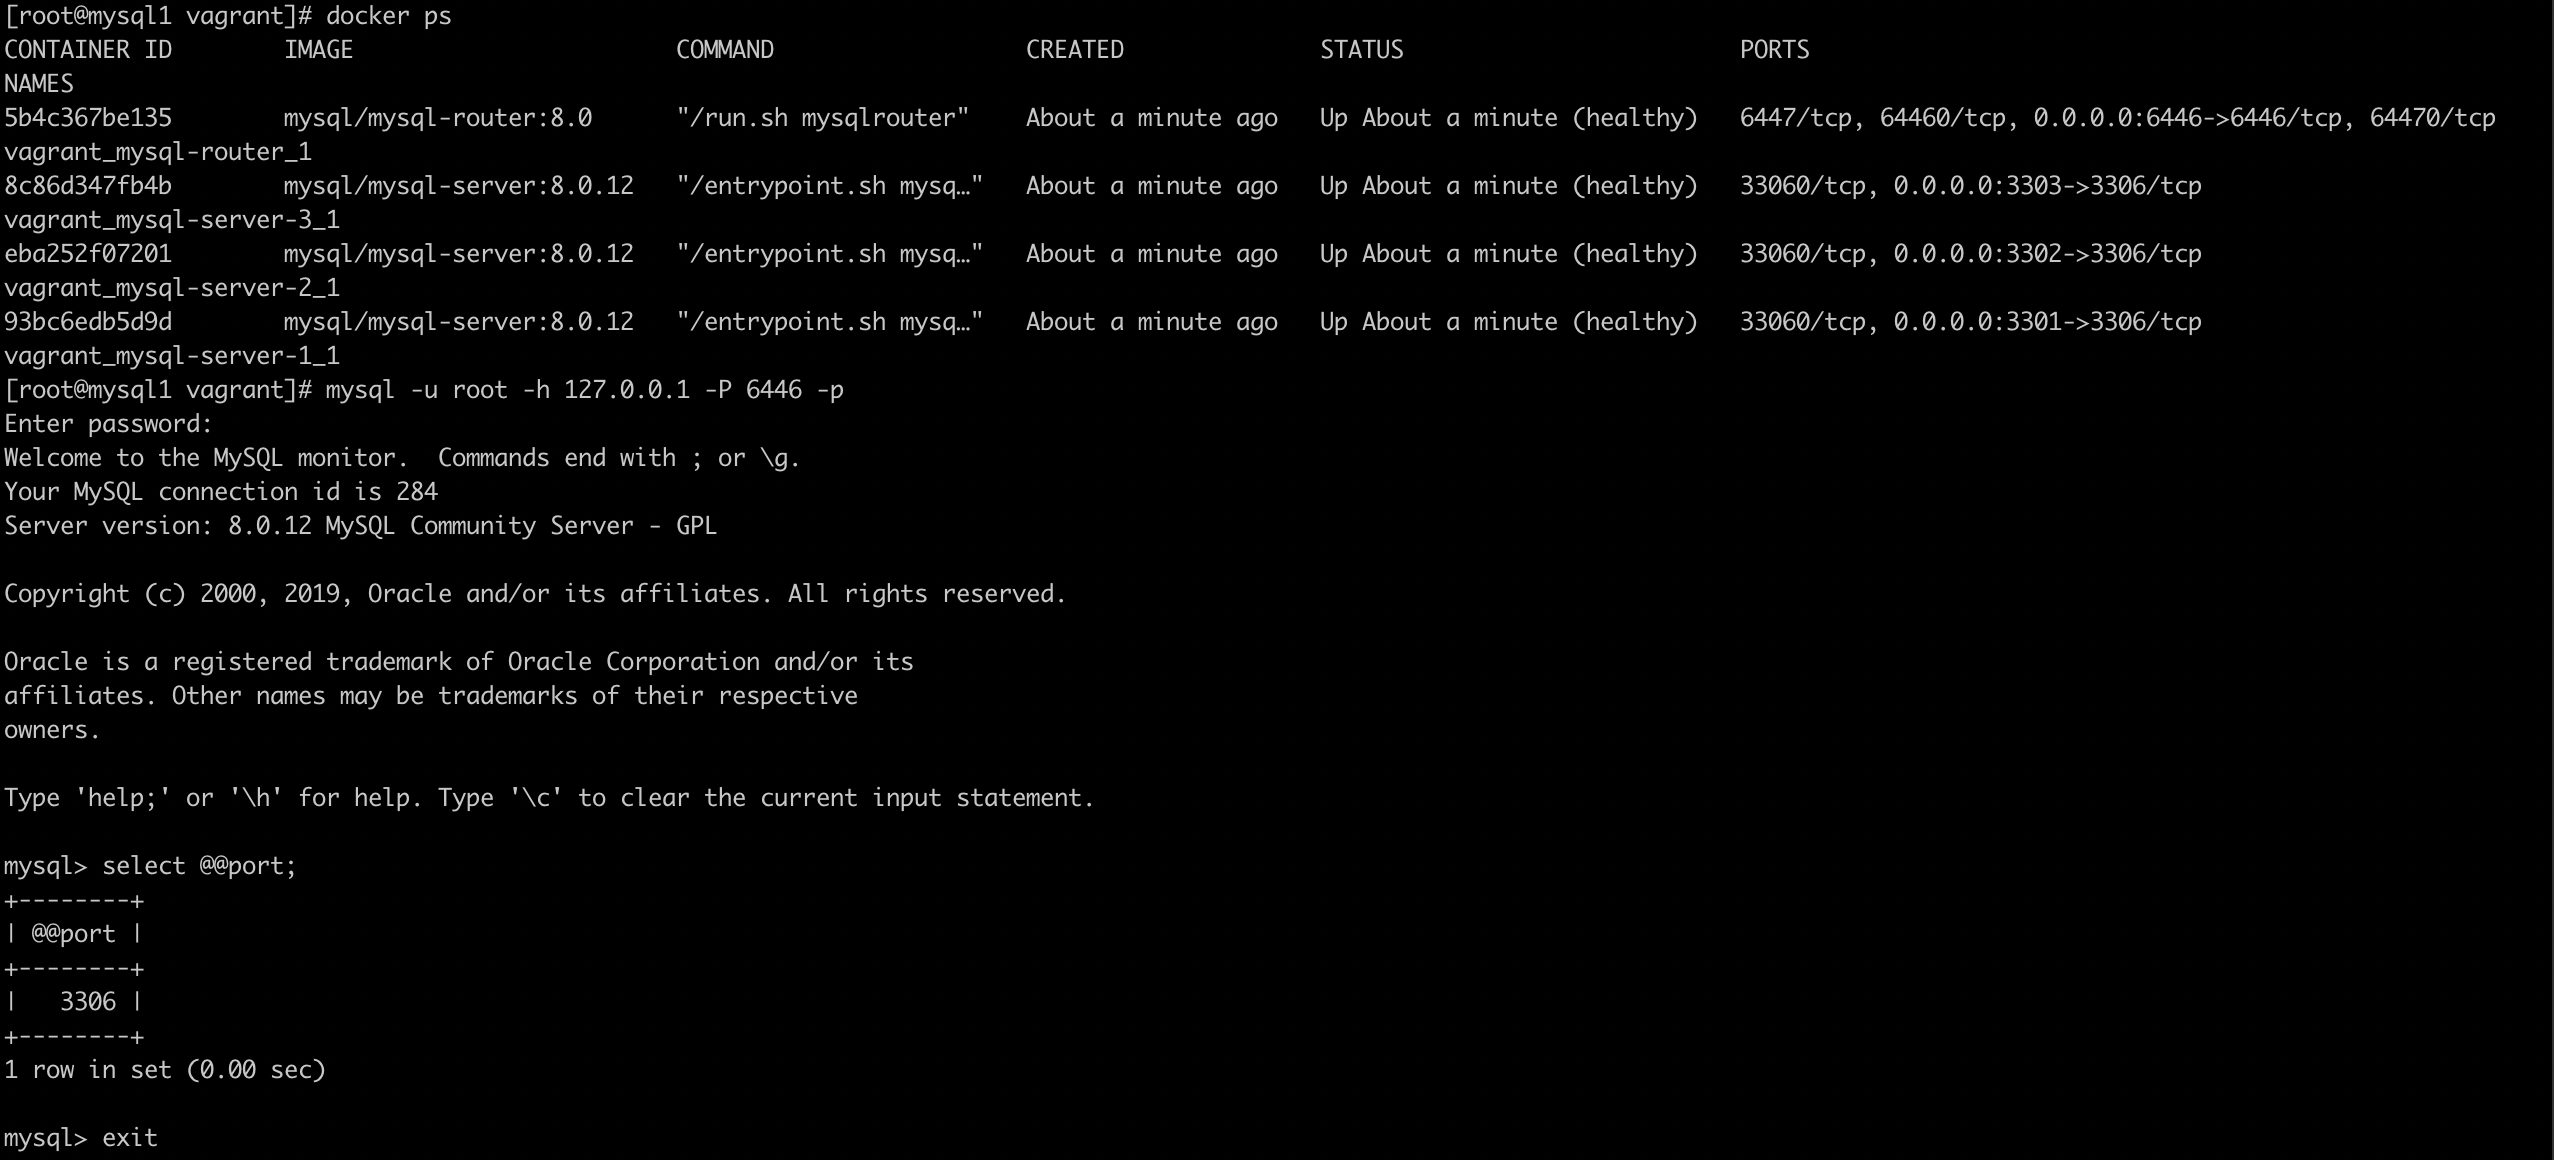 [root@mysql1 vagrant]# docker ps
CONTAINER ID        IMAGE                       COMMAND                  CREATED              STATUS                        PORTS
NAMES
5b4c367be135        mysql/mysql-router:8.0      "/run.sh mysqlrouter"    About a minute ago   Up About a minute (healthy)   6447/tcp, 64460/tcp, 0.0.0.0:6446->6446/tcp, 64470/tcp
vagrant_mysql-router_1
8c86d347fb4b        mysql/mysql-server:8.0.12   "/entrypoint.sh mysq…"   About a minute ago   Up About a minute (healthy)   33060/tcp, 0.0.0.0:3303->3306/tcp
vagrant_mysql-server-3_1
eba252f07201        mysql/mysql-server:8.0.12   "/entrypoint.sh mysq…"   About a minute ago   Up About a minute (healthy)   33060/tcp, 0.0.0.0:3302->3306/tcp
vagrant_mysql-server-2_1
93bc6edb5d9d        mysql/mysql-server:8.0.12   "/entrypoint.sh mysq…"   About a minute ago   Up About a minute (healthy)   33060/tcp, 0.0.0.0:3301->3306/tcp
vagrant_mysql-server-1_1
[root@mysql1 vagrant]# mysql -u root -h 127.0.0.1 -P 6446 -p
Enter password:
Welcome to the MySQL monitor.  Commands end with ; or \g.
Your MySQL connection id is 284
Server version: 8.0.12 MySQL Community Server - GPL

Copyright (c) 2000, 2019, Oracle and/or its affiliates. All rights reserved.

Oracle is a registered trademark of Oracle Corporation and/or its
affiliates. Other names may be trademarks of their respective
owners.

Type 'help;' or '\h' for help. Type '\c' to clear the current input statement.

mysql> select @@port;
+--------+
| @@port |
+--------+
|   3306 |
+--------+
1 row in set (0.00 sec)

mysql> exit